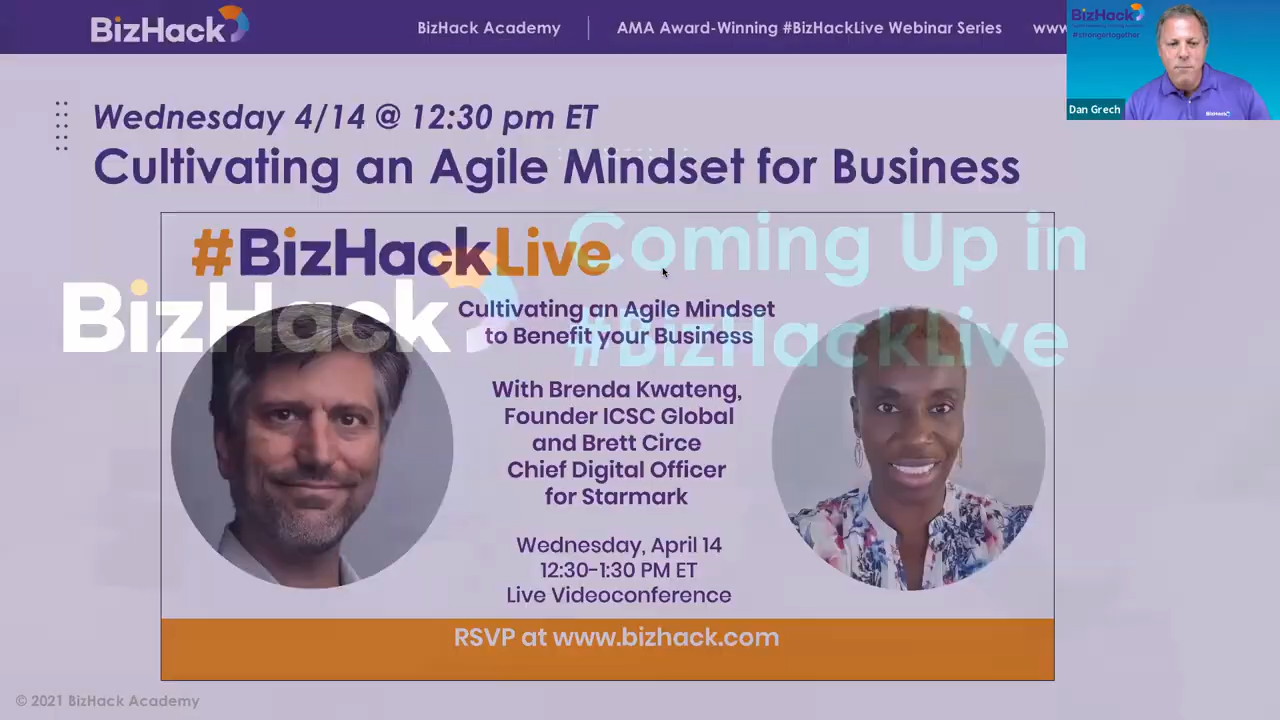 BizHack
BizHack Academy
AMA Award-Winning #BizHackLive Webinar Series
www
BizHack
#strongertogether
Dan Grech
BizHack
Wednesday 4/14 @ 12:30 pm ET
Cultivating an Agile Mindset for Business
#BizHackLive
Coming Up in
#BizHackLive
BizHack
Cultivating an Agile Mindset
to Benefit your Business
With Brenda Kwateng,
Founder ICSC Global
and Brett Circe
Chief Digital Officer
for Starmark
Wednesday, April 14
12:30-1:30 PM ET
Live Videoconference
RSVP at www.bizhack.com
© 2021 BizHack Academy